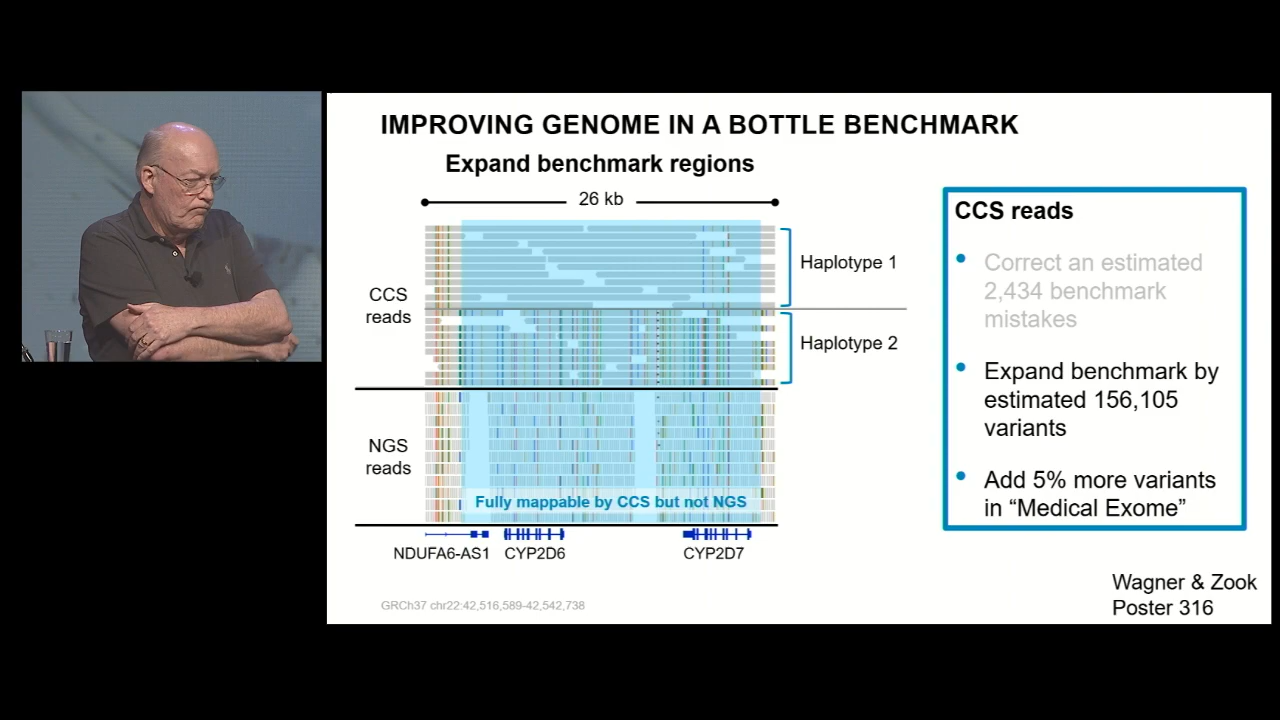 IMPROVING GENOME IN A BOTTLE BENCHMARK
Expand benchmark regions
26 kb
CCS
reads
Haplotype 1
Haplotype 2
NGS
reads
Fully mappable by CCS but not NGS
NDUFA6-AS1
CYP2D6
CYP2D7
GRCh37 chr22:42,516,589-42,542,738
CCS reads
• Correct an estimated
2,434 benchmark
mistakes
• Expand benchmark by
estimated 156,105
variants
• Add 5% more variants
in “Medical Exome”
Wagner & Zook
Poster 316